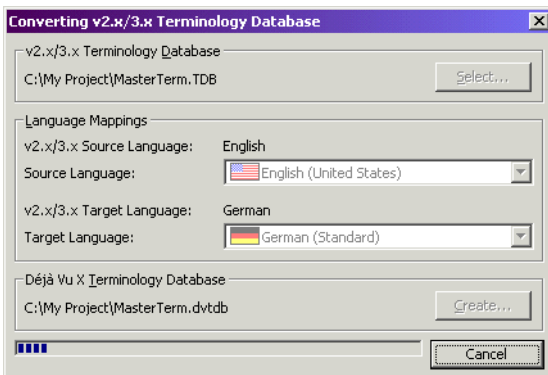 Converting v2.x/3.x Terminology Database
v2.x/3.x Terminology Database
C:\My Project\MasterTerm.TDB
Select...
Language Mappings
v2.x/3.x Source Language: English
Source Language: English (United States)
v2.x/3.x Target Language: German
Target Language: German (Standard)
Déjà Vu X Terminology Database
C:\My Project\MasterTerm.dvtdb
Create...
Cancel